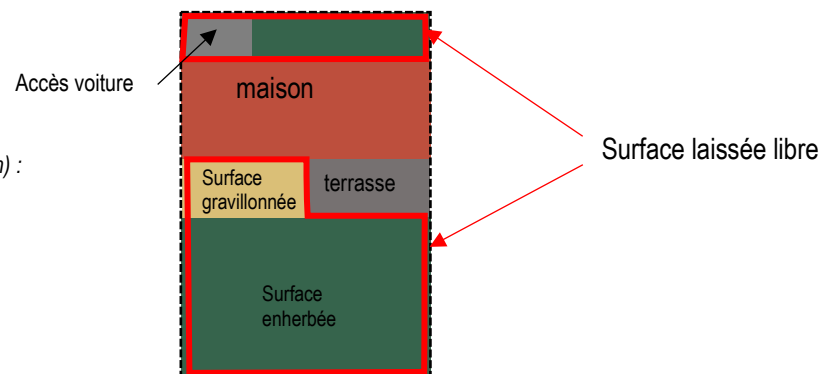 Accès voiture
maison
Surface laissée libre
n) :
Surface
gravillonnée
terrasse
Surface
enherbée